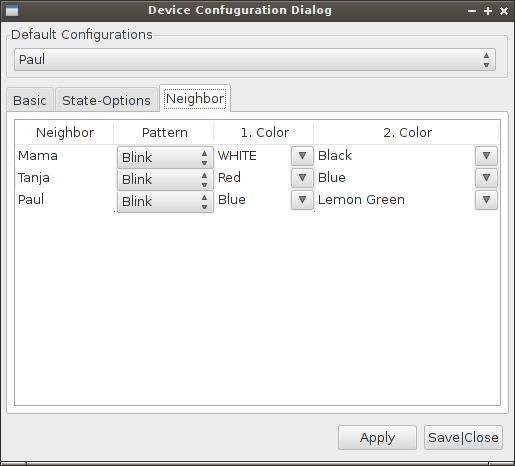 Device Confuguration Dialog
Default Configurations
Paul
Basic State-Options Neighbor
Neighbor Pattern 1. Color 2. Color
Mama Blink WHITE Black
Tanja Blink Red Blue
Paul Blink Blue Lemon Green
Apply Save|Close